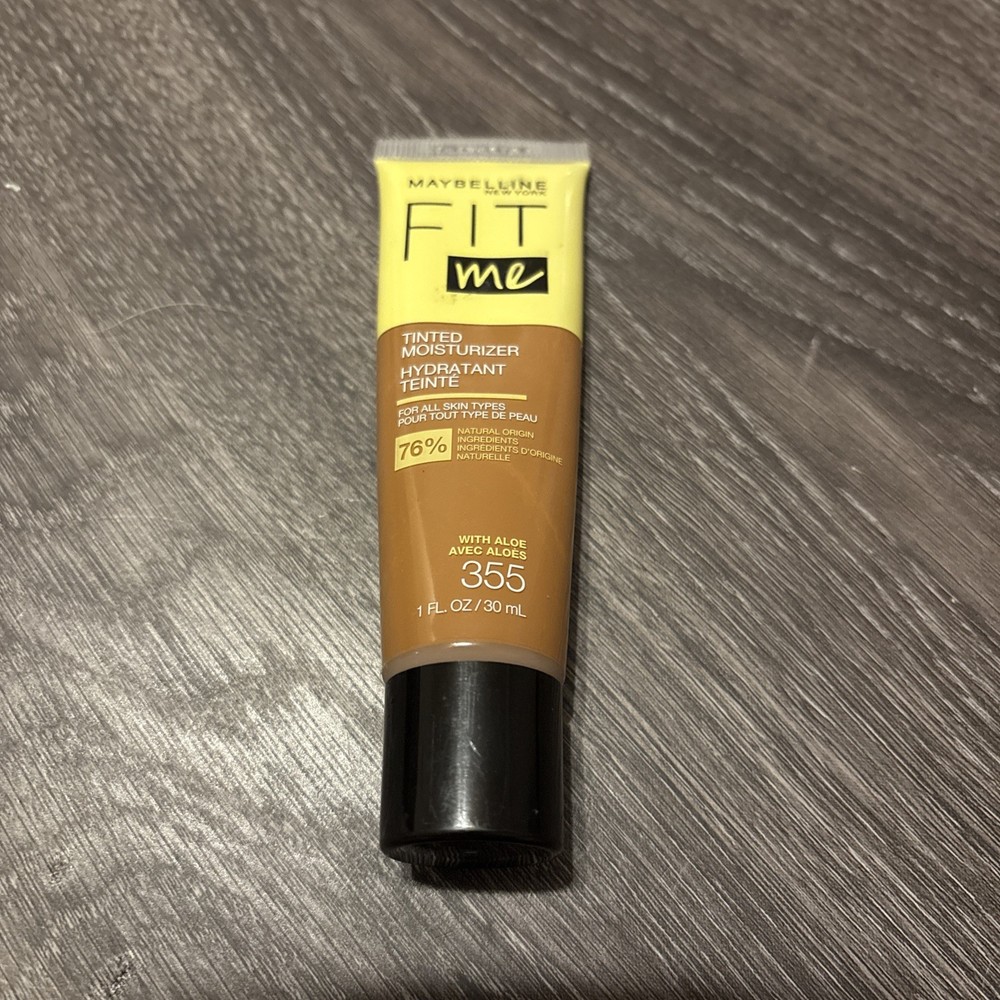 MAYBELLINE
NEW YORK
FIT
me
TINTED
MOISTURIZER
HYDRATANT
TEINTÉ
FOR ALL SKIN TYPES
POUR TOUT TYPE DE PEAU
76%
NATURAL ORIGIN
INGREDIENTS
INGRÉDIENTS D'ORIGINE
NATURELLE
WITH ALOE
AVEC ALOÈS
355
1 FL. OZ / 30 mL